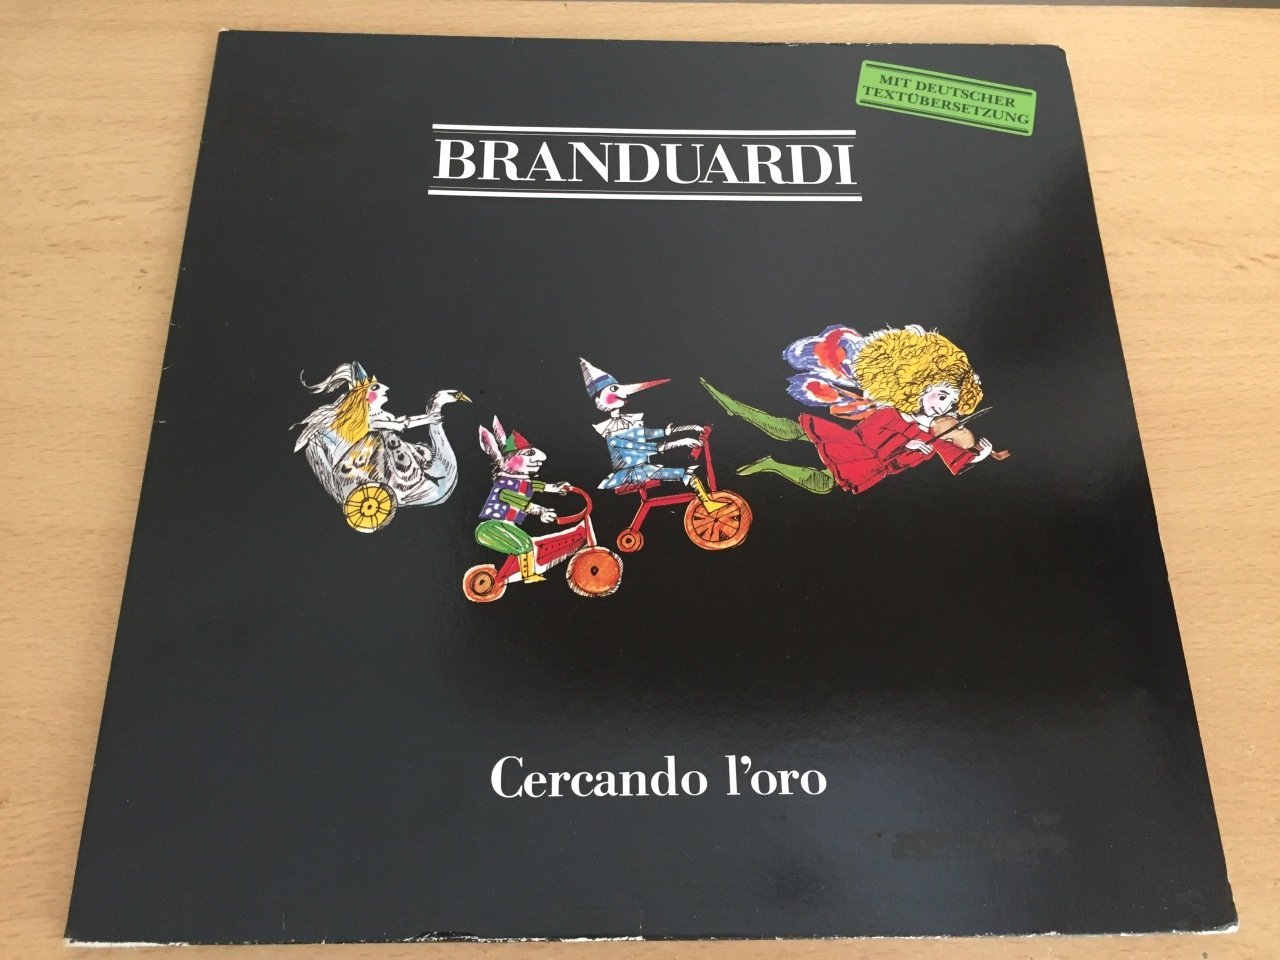 MIT DEUTSCHER
TEXTÜBERSETZUNG
BRANDUARDI
Cercando l'oro